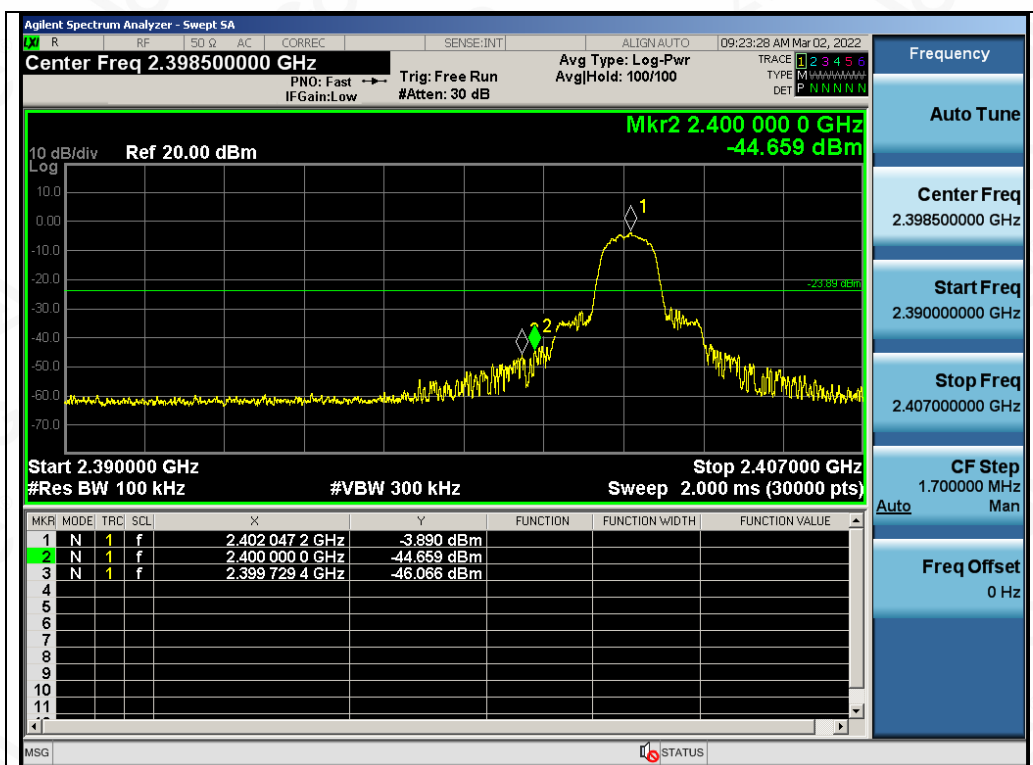 Agilent Spectrum Analyzer - Swept SA
LXI R RF 50 Ω AC CORREC SENSE:INT ALIGN AUTO 09:23:28 AM Mar 02, 2022
Center Freq 2.398500000 GHz
PNO: Fast
IFGain:Low
Trig: Free Run
#Atten: 30 dB
Avg Type: Log-Pwr
Avg|Hold: 100/100
TRACE 1 2 3 4 5 6
TYPE M
DET P N N N N N
Mkr2 2.400 000 0 GHz
-44.659 dBm
10 dB/div Ref 20.00 dBm
Log
10.0
0.00
-10.0
-20.0
-30.0
-40.0
-50.0
-60.0
-70.0
1
2
-23.89 dBm
Start 2.390000 GHz Stop 2.407000 GHz
#Res BW 100 kHz #VBW 300 kHz Sweep 2.000 ms (30000 pts)
MKR MODE TRC SCL X Y FUNCTION FUNCTION WIDTH FUNCTION VALUE
1 N 1 f 2.402 047 2 GHz -3.890 dBm
2 N 1 f 2.400 000 0 GHz -44.659 dBm
3 N 1 f 2.399 729 4 GHz -46.066 dBm
4
5
6
7
8
9
10
11
MSG STATUS
Frequency
Auto Tune
Center Freq
2.398500000 GHz
Start Freq
2.390000000 GHz
Stop Freq
2.407000000 GHz
CF Step
1.700000 MHz
Auto Man
Freq Offset
0 Hz